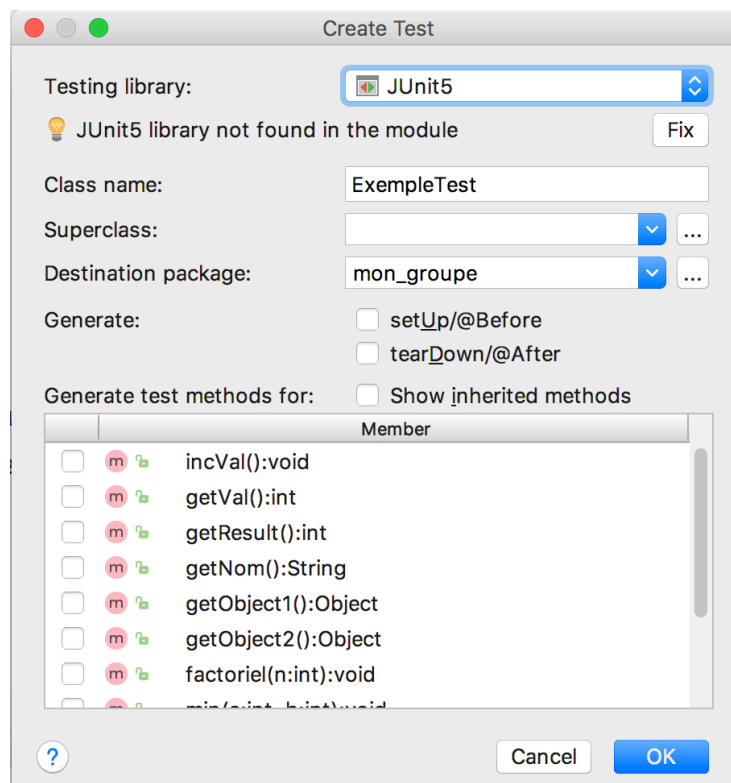 Create Test
Testing library: JUnit5
JUnit5 library not found in the module Fix
Class name: ExempleTest
Superclass: ...
Destination package: mon_groupe ...
Generate: setUp/@Before
tearDown/@After
Generate test methods for: Show inherited methods
Member
m incVal():void
m getVal():int
m getResult():int
m getNom():String
m getObject1():Object
m getObject2():Object
m factoriel(n:int):void
? Cancel OK